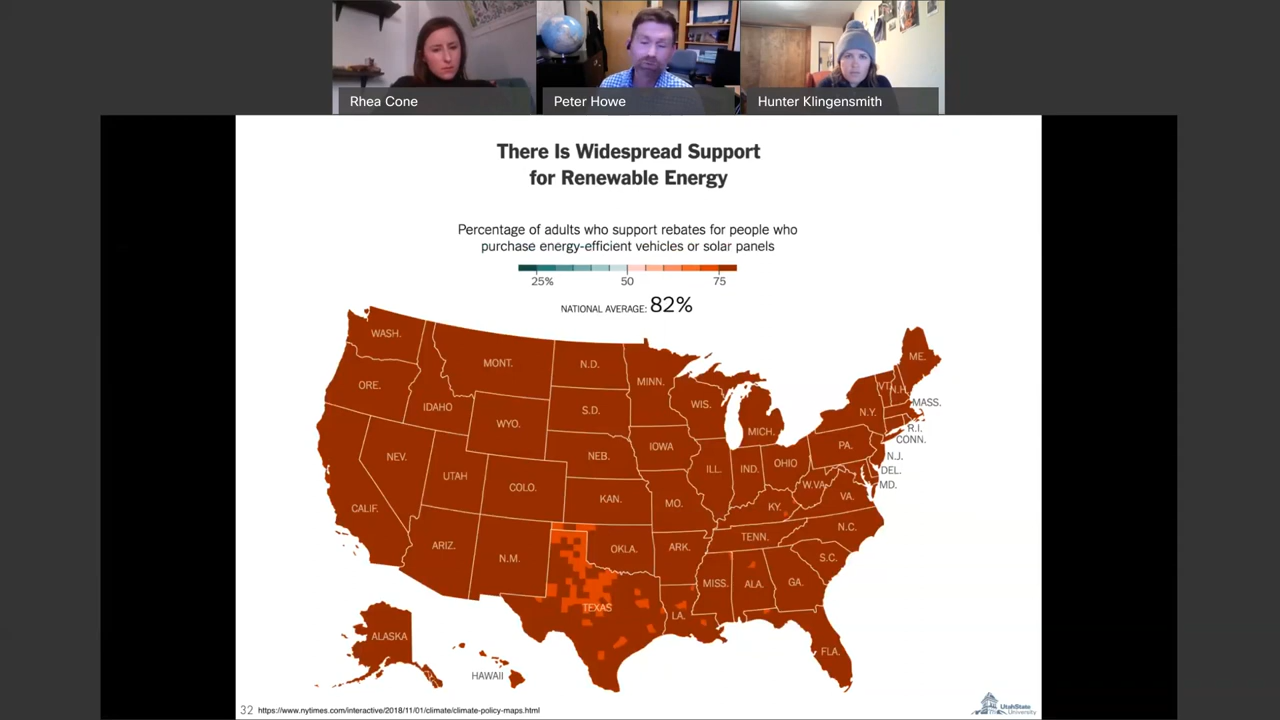 Rhea Cone
Peter Howe
Hunter Klingensmith
There Is Widespread Support
for Renewable Energy
Percentage of adults who support rebates for people who
purchase energy-efficient vehicles or solar panels
25% 50 75
NATIONAL AVERAGE: 82%
WASH.
MONT.
N.D.
ME.
MINN.
ORE.
VT.
N.H.
IDAHO
S.D.
WIS.
MASS.
N.Y.
WYO.
R.I.
MICH.
CONN.
IOWA
PA.
NEV.
NEB.
N.J.
OHIO
ILL.
IND.
DEL.
UTAH
MD.
W.VA.
COLO.
KAN.
VA.
MO.
CALIF.
KY.
N.C.
TENN.
ARIZ.
OKLA.
ARK.
N.M.
S.C.
MISS.
ALA.
GA.
TEXAS
LA.
ALASKA
FLA.
HAWAII
32 https://www.nytimes.com/interactive/2018/11/01/climate/climate-policy-maps.html
UtahState
University